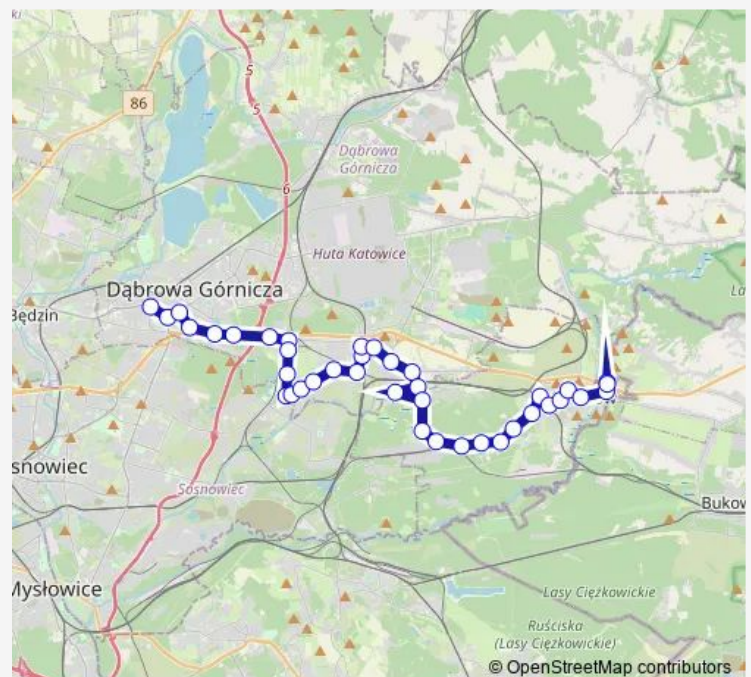 86
5
5
6
Dąbrowa
Górnicza
Huta Katowice
Dąbrowa Górnicza
Będzin
snowiec
Sosnowiec
Bukow
Mysłowice
Lasy Ciężkowickie
Ruściska
(Lasy Ciężkowickie)
© OpenStreetMap contributors